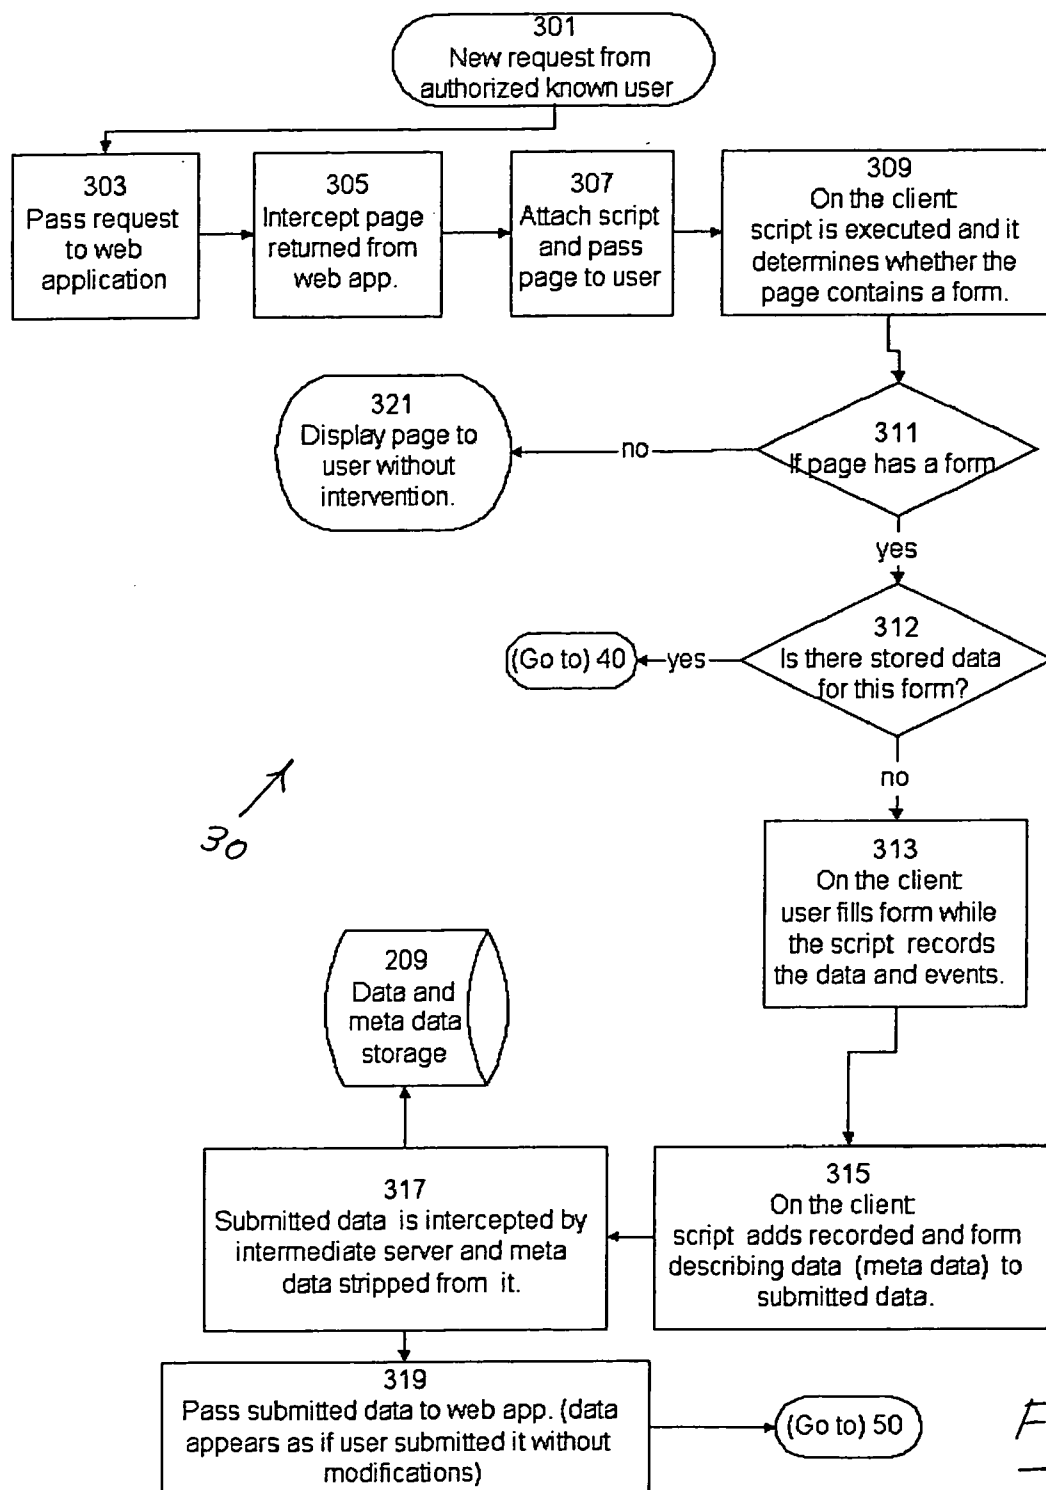 301
New request from
authorized known user
303
Pass request
to web
application
305
Intercept page
returned from
web app.
307
Attach script
and pass
page to user
309
On the client:
script is executed and it
determines whether the
page contains a form.
321
Display page to
user without
intervention.
no
311
If page has a form
yes
312
Is there stored data
for this form?
yes
(Go to) 40
no
30
313
On the client:
user fills form while
the script records
the data and events.
209
Data and
meta data
storage
317
Submitted data is intercepted by
intermediate server and meta
data stripped from it.
315
On the client:
script adds recorded and form
describing data (meta data) to
submitted data.
319
Pass submitted data to web app. (data
appears as if user submitted it without
modifications)
(Go to) 50